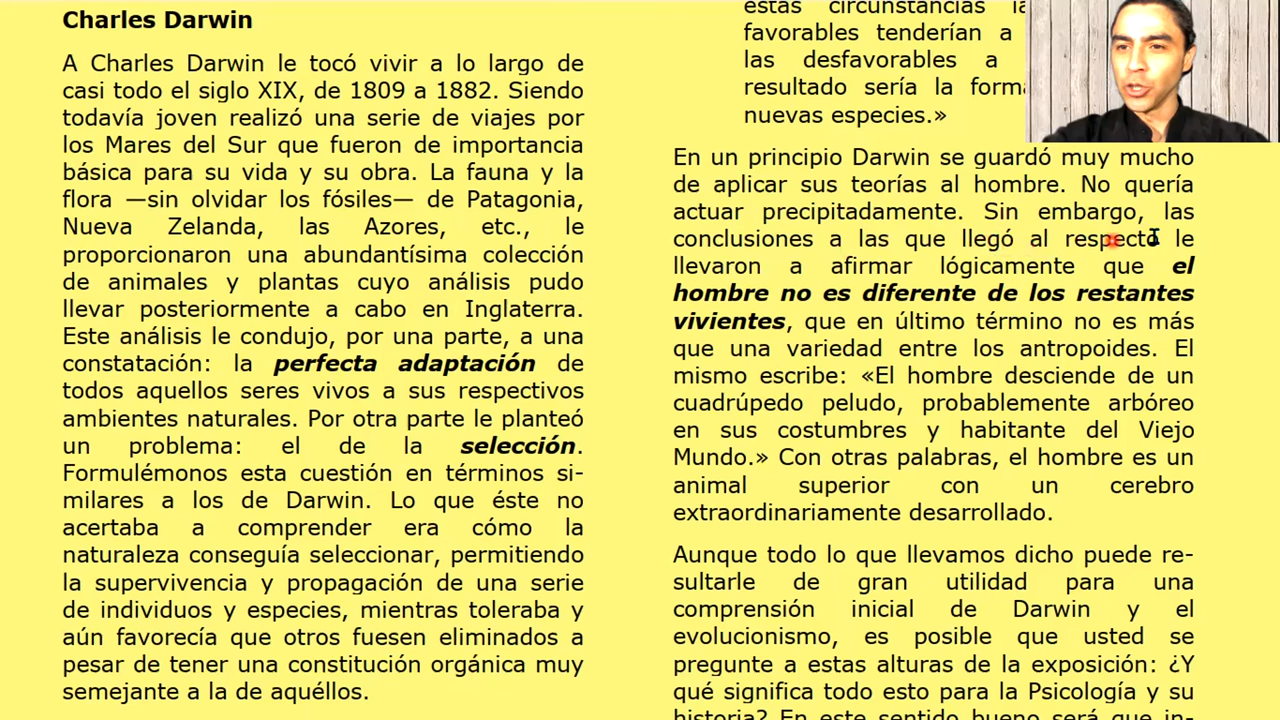 Charles Darwin
A Charles Darwin le tocó vivir a lo largo de
casi todo el siglo XIX, de 1809 a 1882. Siendo
todavía joven realizó una serie de viajes por
los Mares del Sur que fueron de importancia
básica para su vida y su obra. La fauna y la
flora —sin olvidar los fósiles— de Patagonia,
Nueva Zelanda, las Azores, etc., le
proporcionaron una abundantísima colección
de animales y plantas cuyo análisis pudo
llevar posteriormente a cabo en Inglaterra.
Este análisis le condujo, por una parte, a una
constatación: la perfecta adaptación de
todos aquellos seres vivos a sus respectivos
ambientes naturales. Por otra parte le planteó
un problema: el de la selección.
Formulémonos esta cuestión en términos si-
milares a los de Darwin. Lo que éste no
acertaba a comprender era cómo la
naturaleza conseguía seleccionar, permitiendo
la supervivencia y propagación de una serie
de individuos y especies, mientras toleraba y
aún favorecía que otros fuesen eliminados a
pesar de tener una constitución orgánica muy
semejante a la de aquéllos.
estas circunstancias
favorables tenderían a
las desfavorables a
resultado sería la
nuevas especies.»
En un principio Darwin se guardó muy mucho
de aplicar sus teorías al hombre. No quería
actuar precipitadamente. Sin embargo, las
conclusiones a las que llegó al respecto le
llevaron a afirmar lógicamente que el
hombre no es diferente de los restantes
vivientes, que en último término no es más
que una variedad entre los antropoides. El
mismo escribe: «El hombre desciende de un
cuadrúpedo peludo, probablemente arbóreo
en sus costumbres y habitante del Viejo
Mundo.» Con otras palabras, el hombre es un
animal superior con un cerebro
extraordinariamente desarrollado.
Aunque todo lo que llevamos dicho puede re-
sultarle de gran utilidad para una
comprensión inicial de Darwin y el
evolucionismo, es posible que usted se
pregunte a estas alturas de la exposición: ¿Y
qué significa todo esto para la Psicología y su
historia? En este sentido bueno será que in-